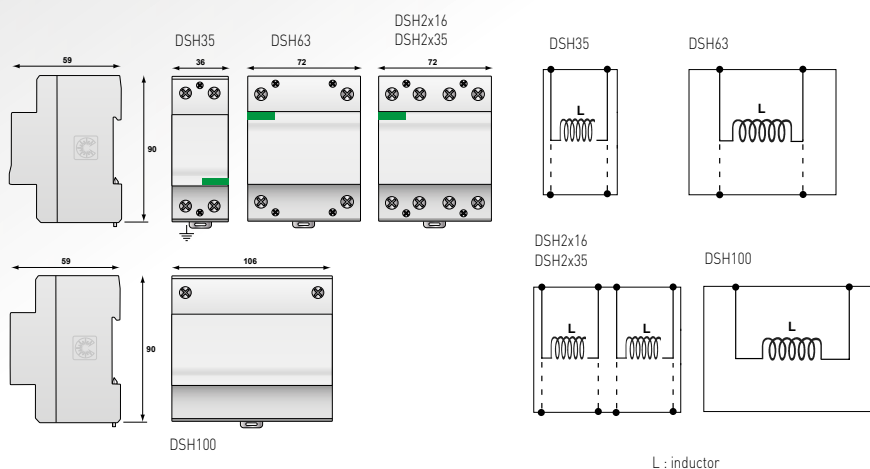 DSH2x16
DSH35 DSH63 DSH2x35 DSH35 DSH63
59 36 72 72
90
L
L
DSH2x16
DSH2x35 DSH100
59 106
90
L L L
DSH100
L : inductor